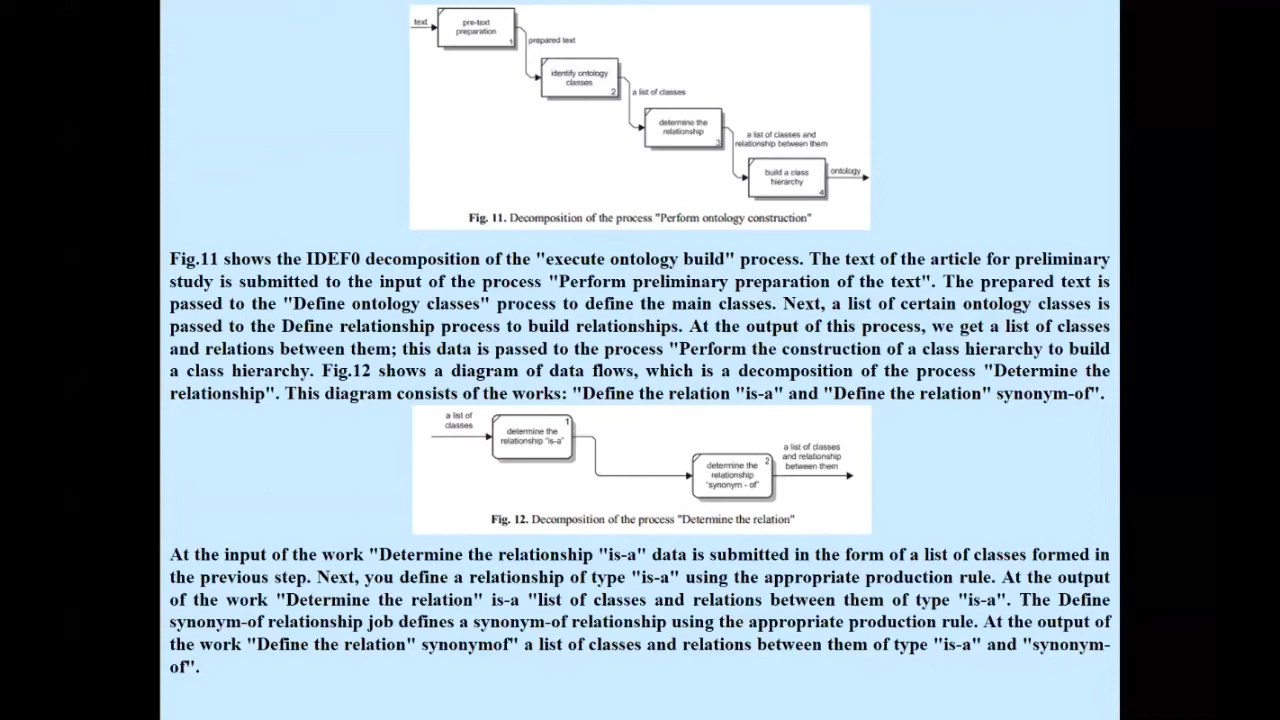 text
pre-text
preparation
1
prepared text
identify ontology
classes
2
a list of classes
determine the
relationship
3
a list of classes and
relationship between them
build a class
hierarchy
4
ontology
Fig. 11. Decomposition of the process "Perform ontology construction"
Fig.11 shows the IDEF0 decomposition of the "execute ontology build" process. The text of the article for preliminary
study is submitted to the input of the process "Perform preliminary preparation of the text". The prepared text is
passed to the "Define ontology classes" process to define the main classes. Next, a list of certain ontology classes is
passed to the Define relationship process to build relationships. At the output of this process, we get a list of classes
and relations between them; this data is passed to the process "Perform the construction of a class hierarchy to build
a class hierarchy. Fig.12 shows a diagram of data flows, which is a decomposition of the process "Determine the
relationship". This diagram consists of the works: "Define the relation "is-a" and "Define the relation" synonym-of".
a list of
classes
determine the
relationship "is-a"
1
determine the
relationship
"synonym - of"
2
a list of classes
and relationship
between them
Fig. 12. Decomposition of the process "Determine the relation"
At the input of the work "Determine the relationship "is-a" data is submitted in the form of a list of classes formed in
the previous step. Next, you define a relationship of type "is-a" using the appropriate production rule. At the output
of the work "Determine the relation" is-a "list of classes and relations between them of type "is-a". The Define
synonym-of relationship job defines a synonym-of relationship using the appropriate production rule. At the output of
the work "Define the relation" synonymof" a list of classes and relations between them of type "is-a" and "synonym-
of".